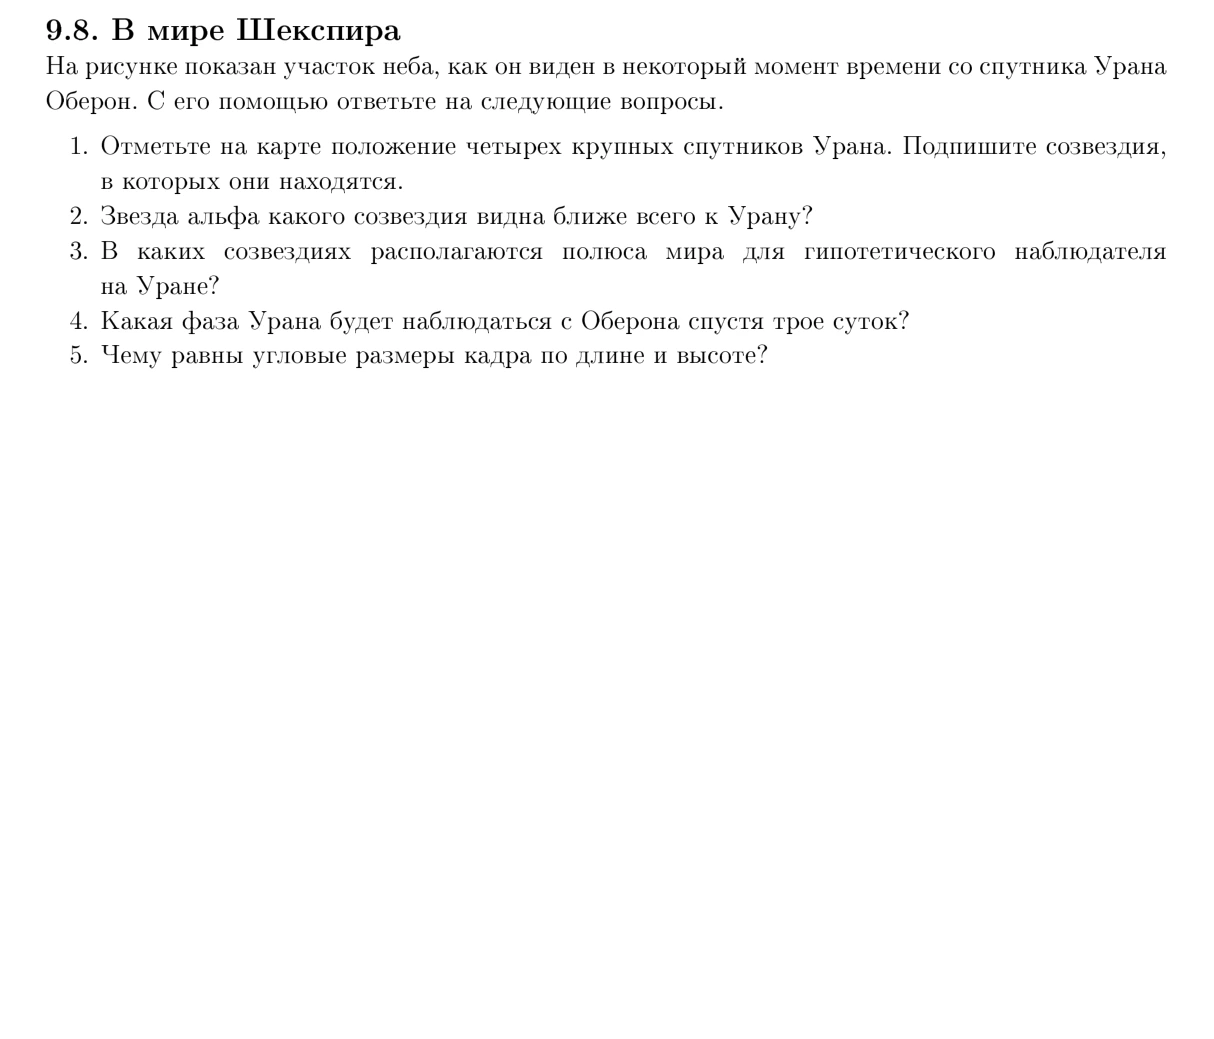 9.8. В мире Шекспира
На рисунке показан участок неба, как он виден в некоторый момент времени со спутника Урана
Оберон. С его помощью ответьте на следующие вопросы.
1. Отметьте на карте положение четырех крупных спутников Урана. Подпишите созвездия,
в которых они находятся.
2. Звезда альфа какого созвездия видна ближе всего к Урану?
3. В каких созвездиях располагаются полюса мира для гипотетического наблюдателя
на Уране?
4. Какая фаза Урана будет наблюдаться с Оберона спустя трое суток?
5. Чему равны угловые размеры кадра по длине и высоте?